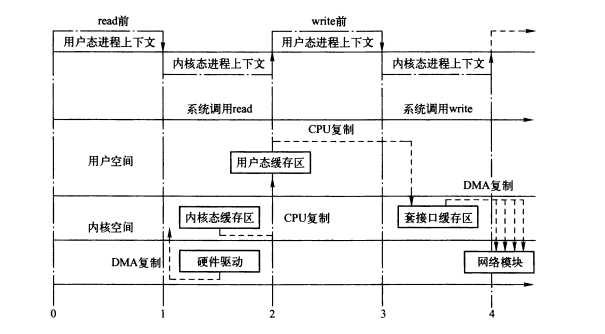 read前 write前
用户态进程上下文 用户态进程上下文
内核态进程上下文 内核态进程上下文
系统调用read 系统调用write
CPU复制
用户空间 用户态缓存区
DMA复制
内核态缓存区 CPU复制 套接口缓存区
内核空间
DMA复制 硬件驱动 网络模块
0 1 2 3 4